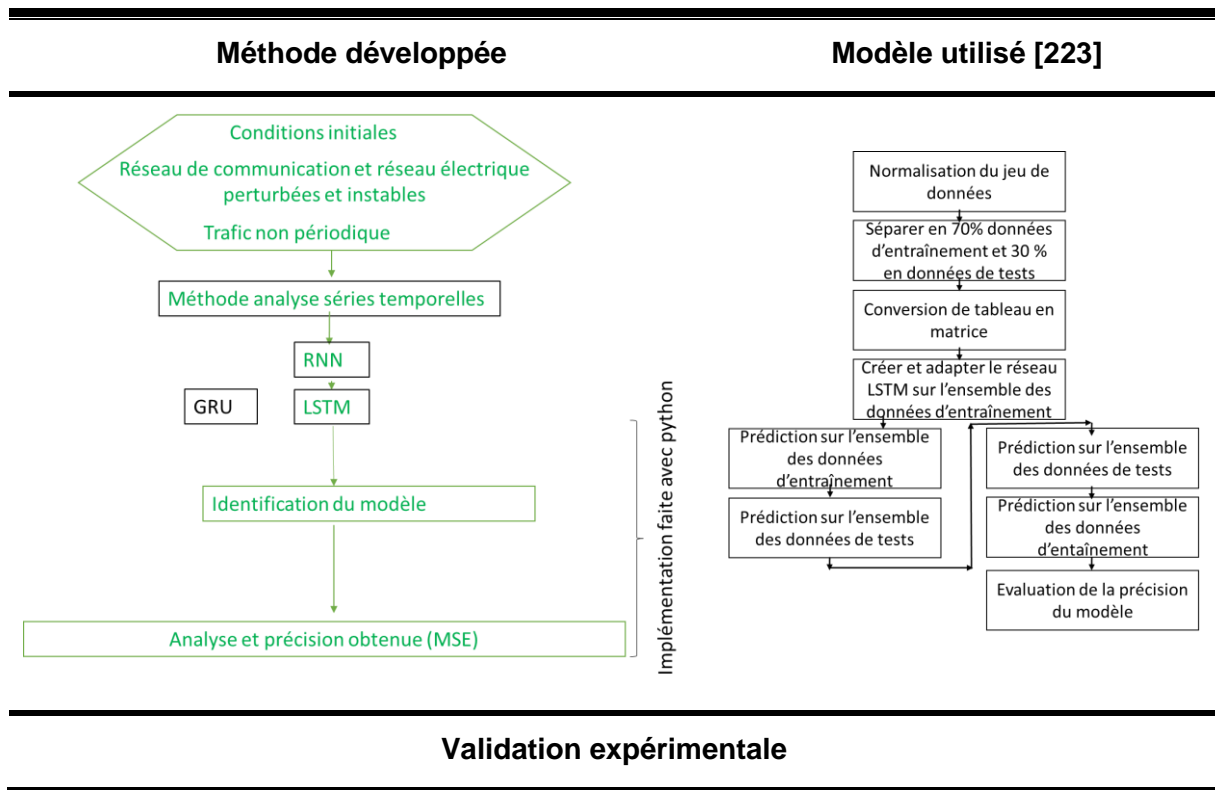 Méthode développée
Modèle utilisé [223]
Conditions initiales
Réseau de communication et réseau électrique
perturbées et instables
Trafic non périodique
Méthode analyse séries temporelles
RNN
GRU
LSTM
Identification du modèle
Analyse et précision obtenue (MSE)
Implémentation faite avec python
Normalisation du jeu de
données
Séparer en 70% données
d'entraînement et 30 %
en données de tests
Conversion de tableau en
matrice
Créer et adapter le réseau
LSTM sur l'ensemble des
données d'entraînement
Prédiction sur l'ensemble
des données
d'entraînement
Prédiction sur l'ensemble
des données de tests
Prédiction sur l'ensemble
des données de tests
Prédiction sur l'ensemble
des données
d'entaînement
Evaluation de la précision
du modèle
Validation expérimentale